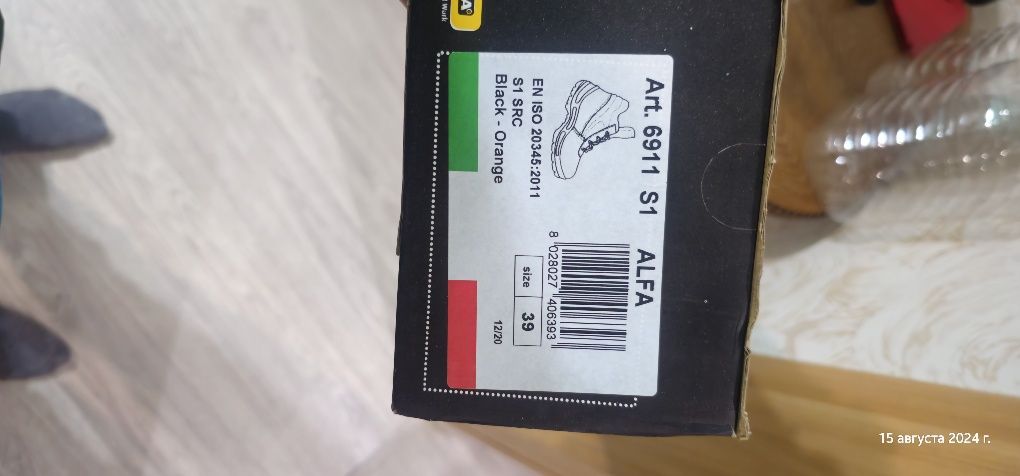 Art. 6911 S1 ALFA
EN ISO 20345:2011
S1 SRC
Black - Orange
8 028027 406393
size 39
12/20
15 августа 2024 г.